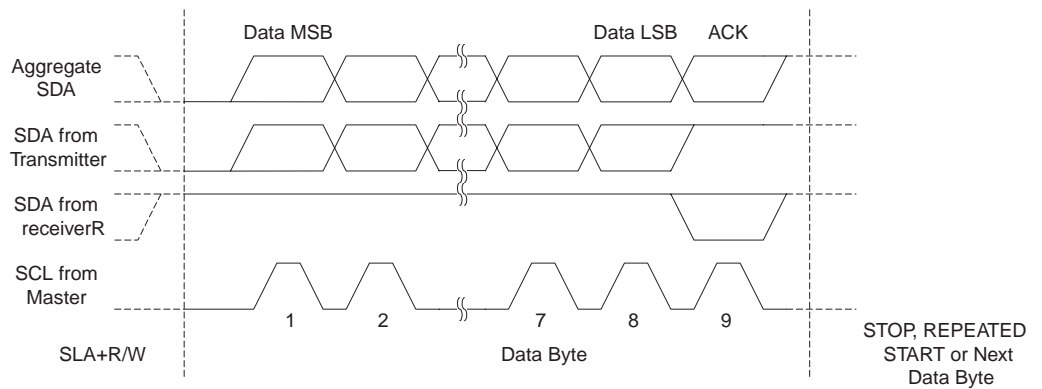 Data MSB
Data LSB
ACK
Aggregate
SDA
SDA from
Transmitter
SDA from
receiverR
SCL from
Master
1
2
7
8
9
SLA+R/W
Data Byte
STOP, REPEATED
START or Next
Data Byte